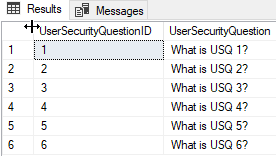 Results Messages
UserSecurityQuestionID UserSecurityQuestion
1 1 What is USQ 1?
2 2 What is USQ 2?
3 3 What is USQ 3?
4 4 What is USQ 4?
5 5 What is USQ 5?
6 6 What is USQ 6?